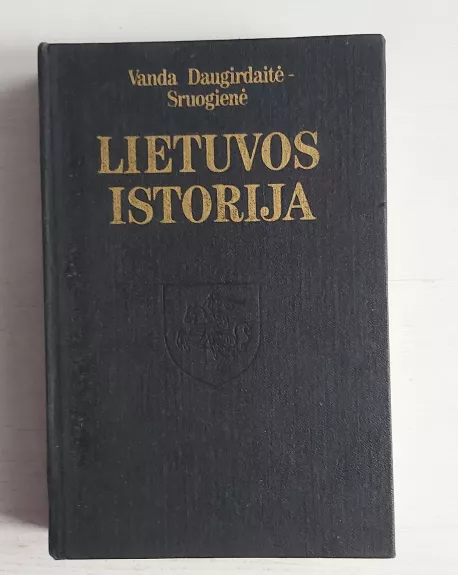 Vanda Daugirdaitė -
Sruogienė
LIETUVOS
ISTORIJA